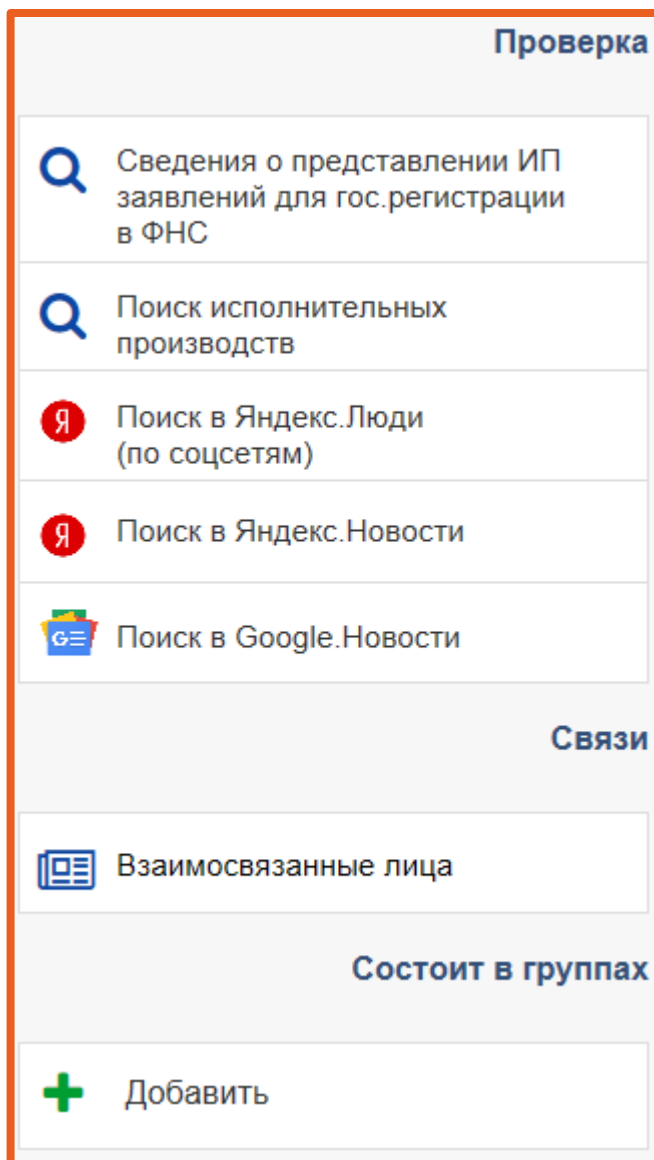 Проверка
Сведения о представлении ИП
заявлений для гос.регистрации
в ФНС
Поиск исполнительных
производств
Я
Поиск в Яндекс.Люди
(по соцсетям)
Я
Поиск в Яндекс.Новости
G
Поиск в Google.Новости
Связи
Взаимосвязанные лица
Состоит в группах
Добавить